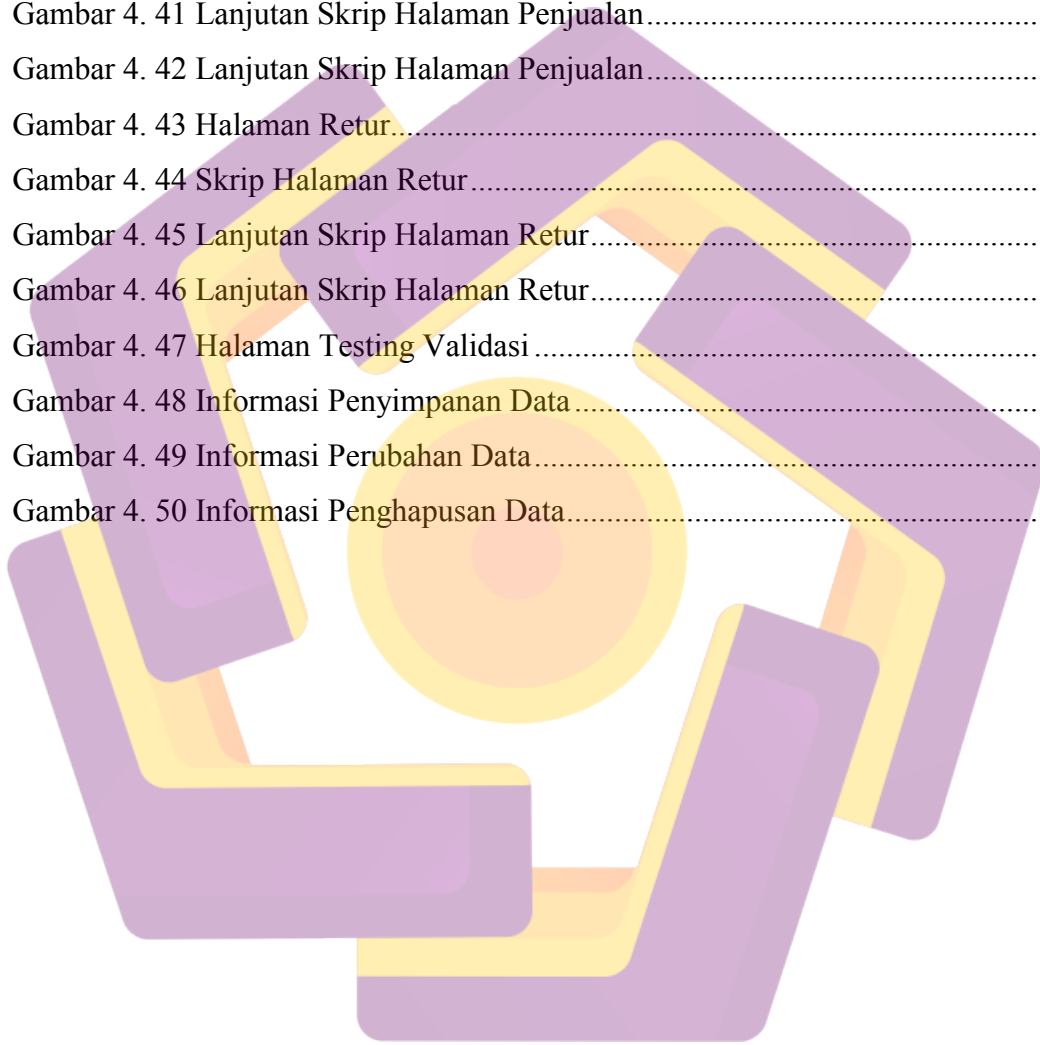 Gambar 4. 41 Lanjutan Skrip Halaman Penjualan................................................
Gambar 4. 42 Lanjutan Skrip Halaman Penjualan................................................
Gambar 4. 43 Halaman Retur................................................................................
Gambar 4. 44 Skrip Halaman Retur......................................................................
Gambar 4. 45 Lanjutan Skrip Halaman Retur.......................................................
Gambar 4. 46 Lanjutan Skrip Halaman Retur.......................................................
Gambar 4. 47 Halaman Testing Validasi ..............................................................
Gambar 4. 48 Informasi Penyimpanan Data .........................................................
Gambar 4. 49 Informasi Perubahan Data..............................................................
Gambar 4. 50 Informasi Penghapusan Data..........................................................